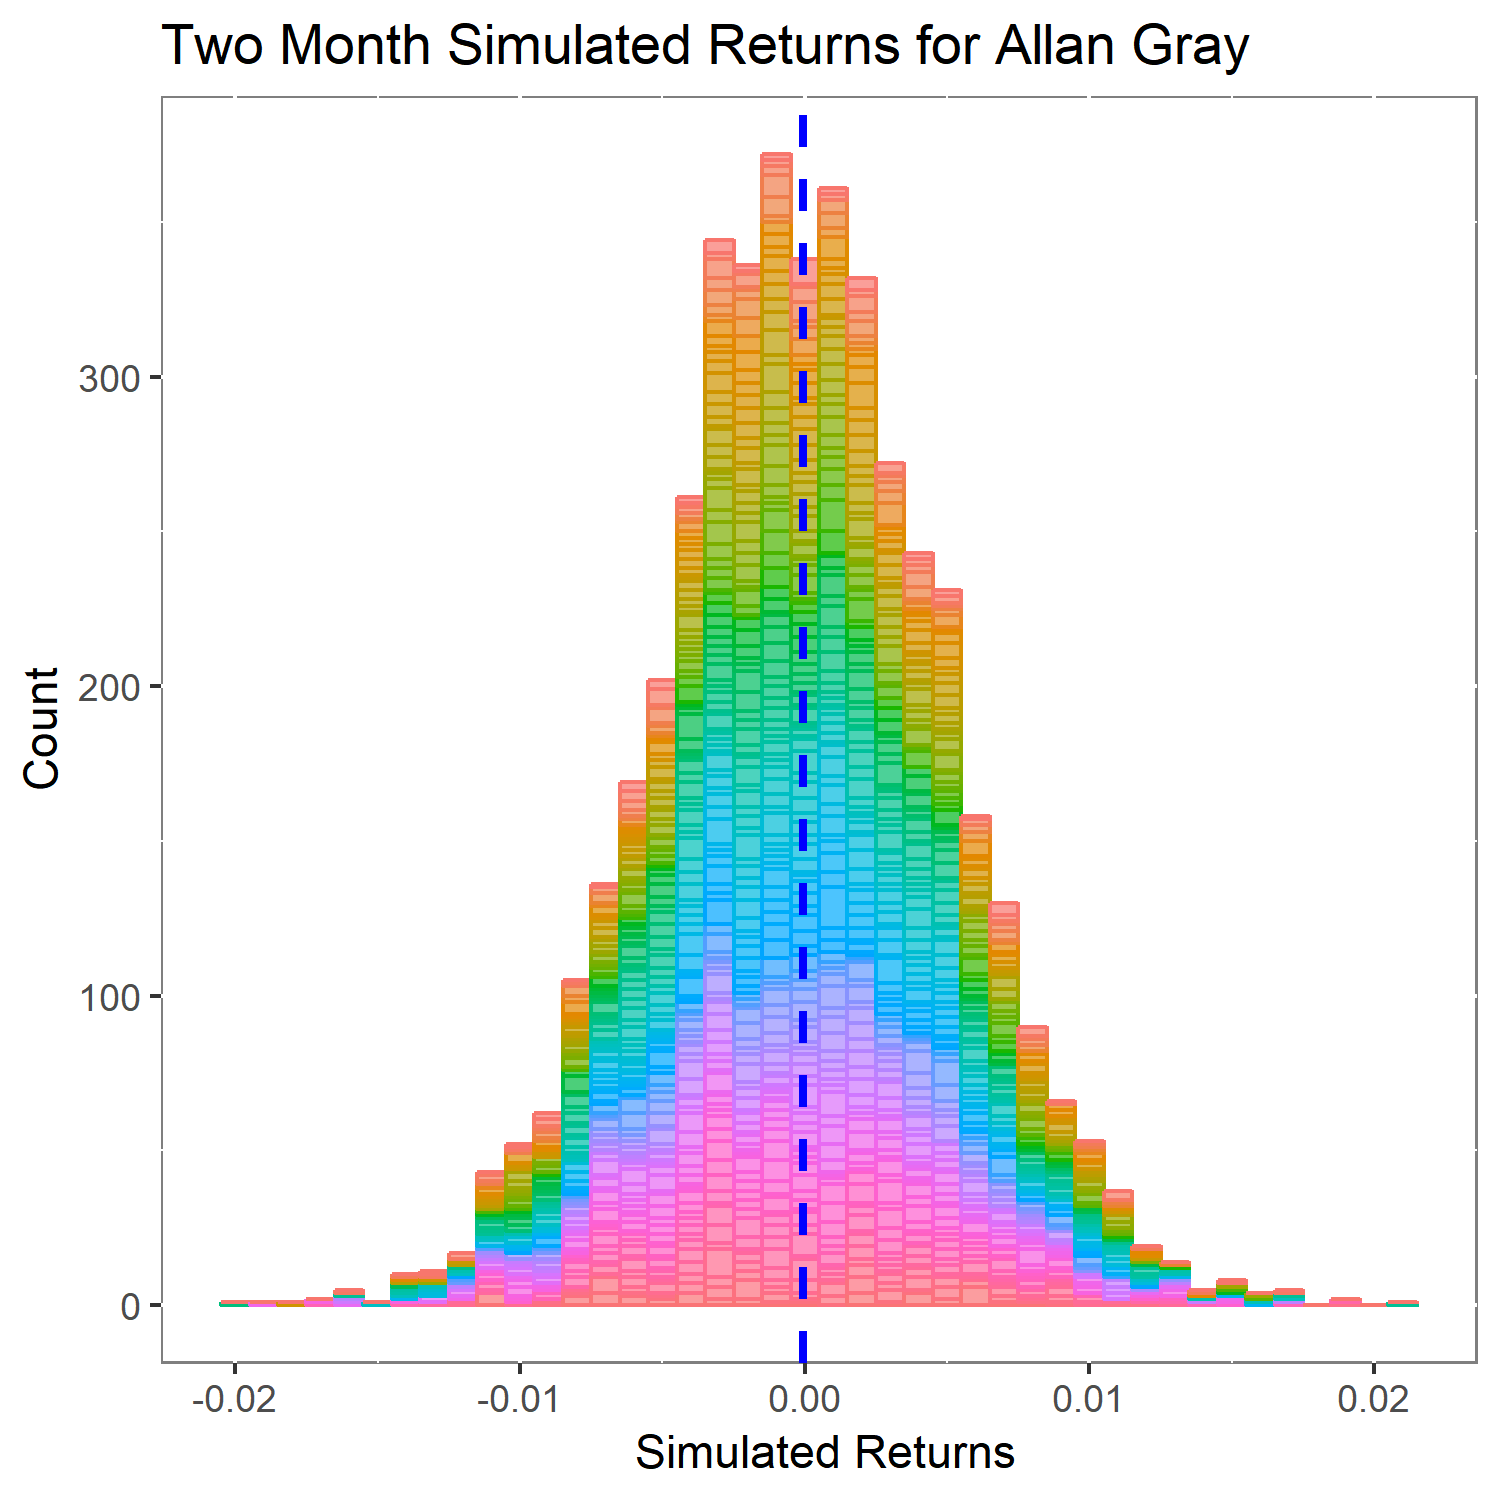 Two Month Simulated Returns for Allan Gray
Count
300
200
100
0
-0.02 -0.01 0.00 0.01 0.02
Simulated Returns